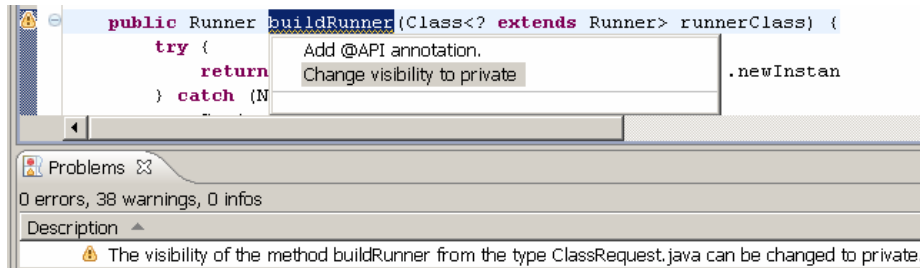 public Runner buildRunner(Class<? extends Runner> runnerClass) {
try {
Add @API annotation.
return
Change visibility to private
.newInstan
} catch (N
Problems
0 errors, 38 warnings, 0 infos
Description
The visibility of the method buildRunner from the type ClassRequest.java can be changed to private